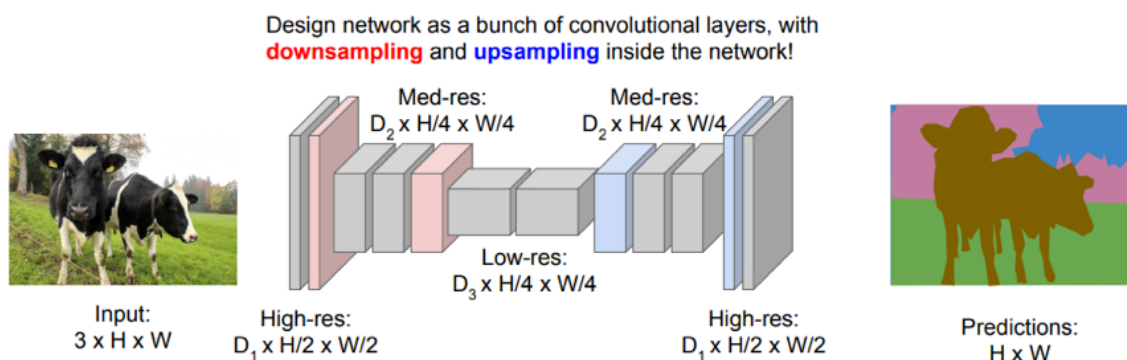 Design network as a bunch of convolutional layers, with
downsampling and upsampling inside the network!
Med-res:
D₂ x H/4 x W/4
Med-res:
D₂ x H/4 x W/4
Low-res:
D₃ x H/4 x W/4
Input:
3 x H x W
High-res:
D₁ x H/2 x W/2
High-res:
D₁ x H/2 x W/2
Predictions:
H x W